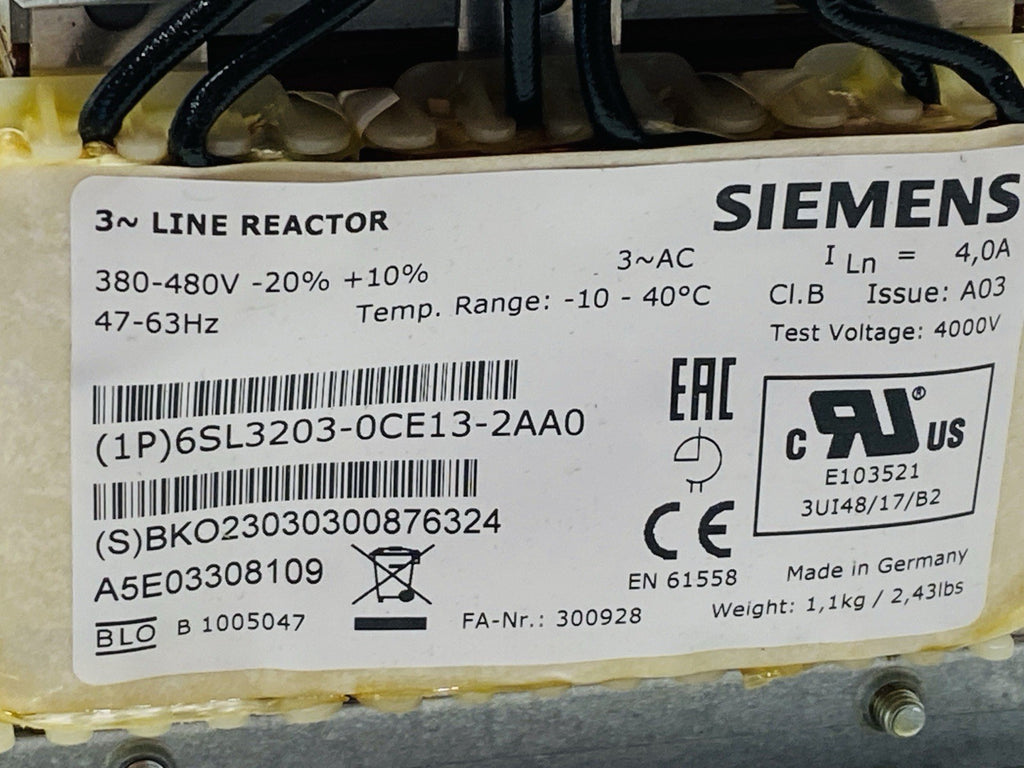 3~ LINE REACTOR
SIEMENS
380-480V -20% +10%
3~AC
I Ln = 4,0A
47-63Hz
Temp. Range: -10 - 40°C
Cl.B
Issue: A03
Test Voltage: 4000V
(1P)6SL3203-0CE13-2AA0
EAC
C RU® US
E103521
3UI48/17/B2
(S)BKO23030300876324
CE
A5E03308109
EN 61558
Made in Germany
BLO
B 1005047
FA-Nr.: 300928
Weight: 1,1kg / 2,43lbs